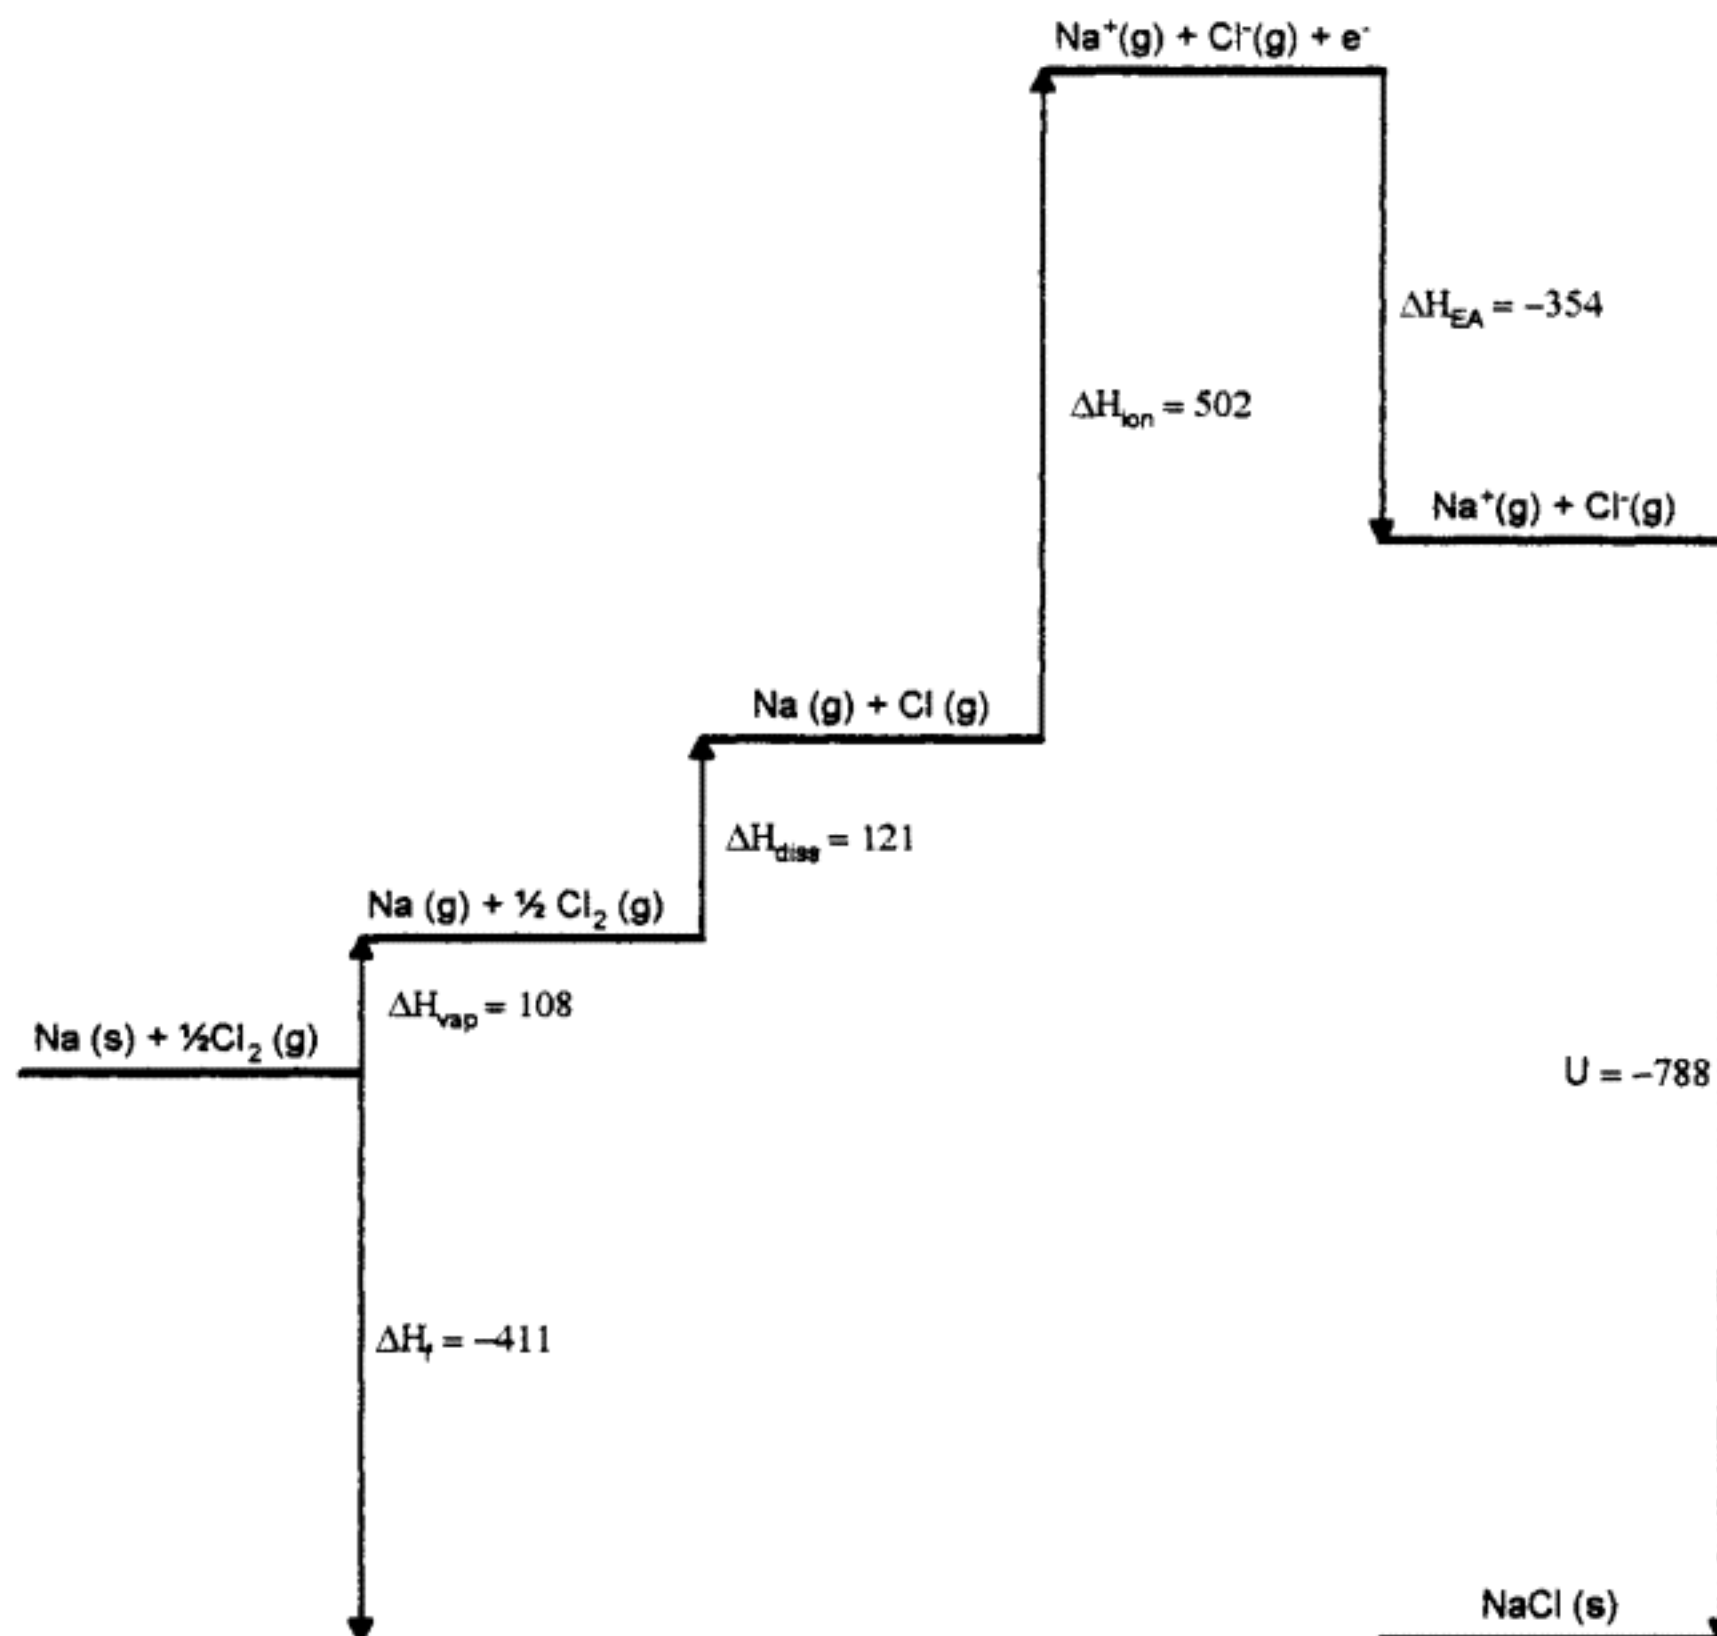 Na⁺(g) + Cl⁻(g) + e⁻
ΔH_EA = −354
ΔH_ion = 502
Na⁺(g) + Cl⁻(g)
Na (g) + Cl (g)
ΔH_diss = 121
Na (g) + ½ Cl₂ (g)
ΔH_vap = 108
Na (s) + ½Cl₂ (g)
U = −788
ΔH_f = −411
NaCl (s)